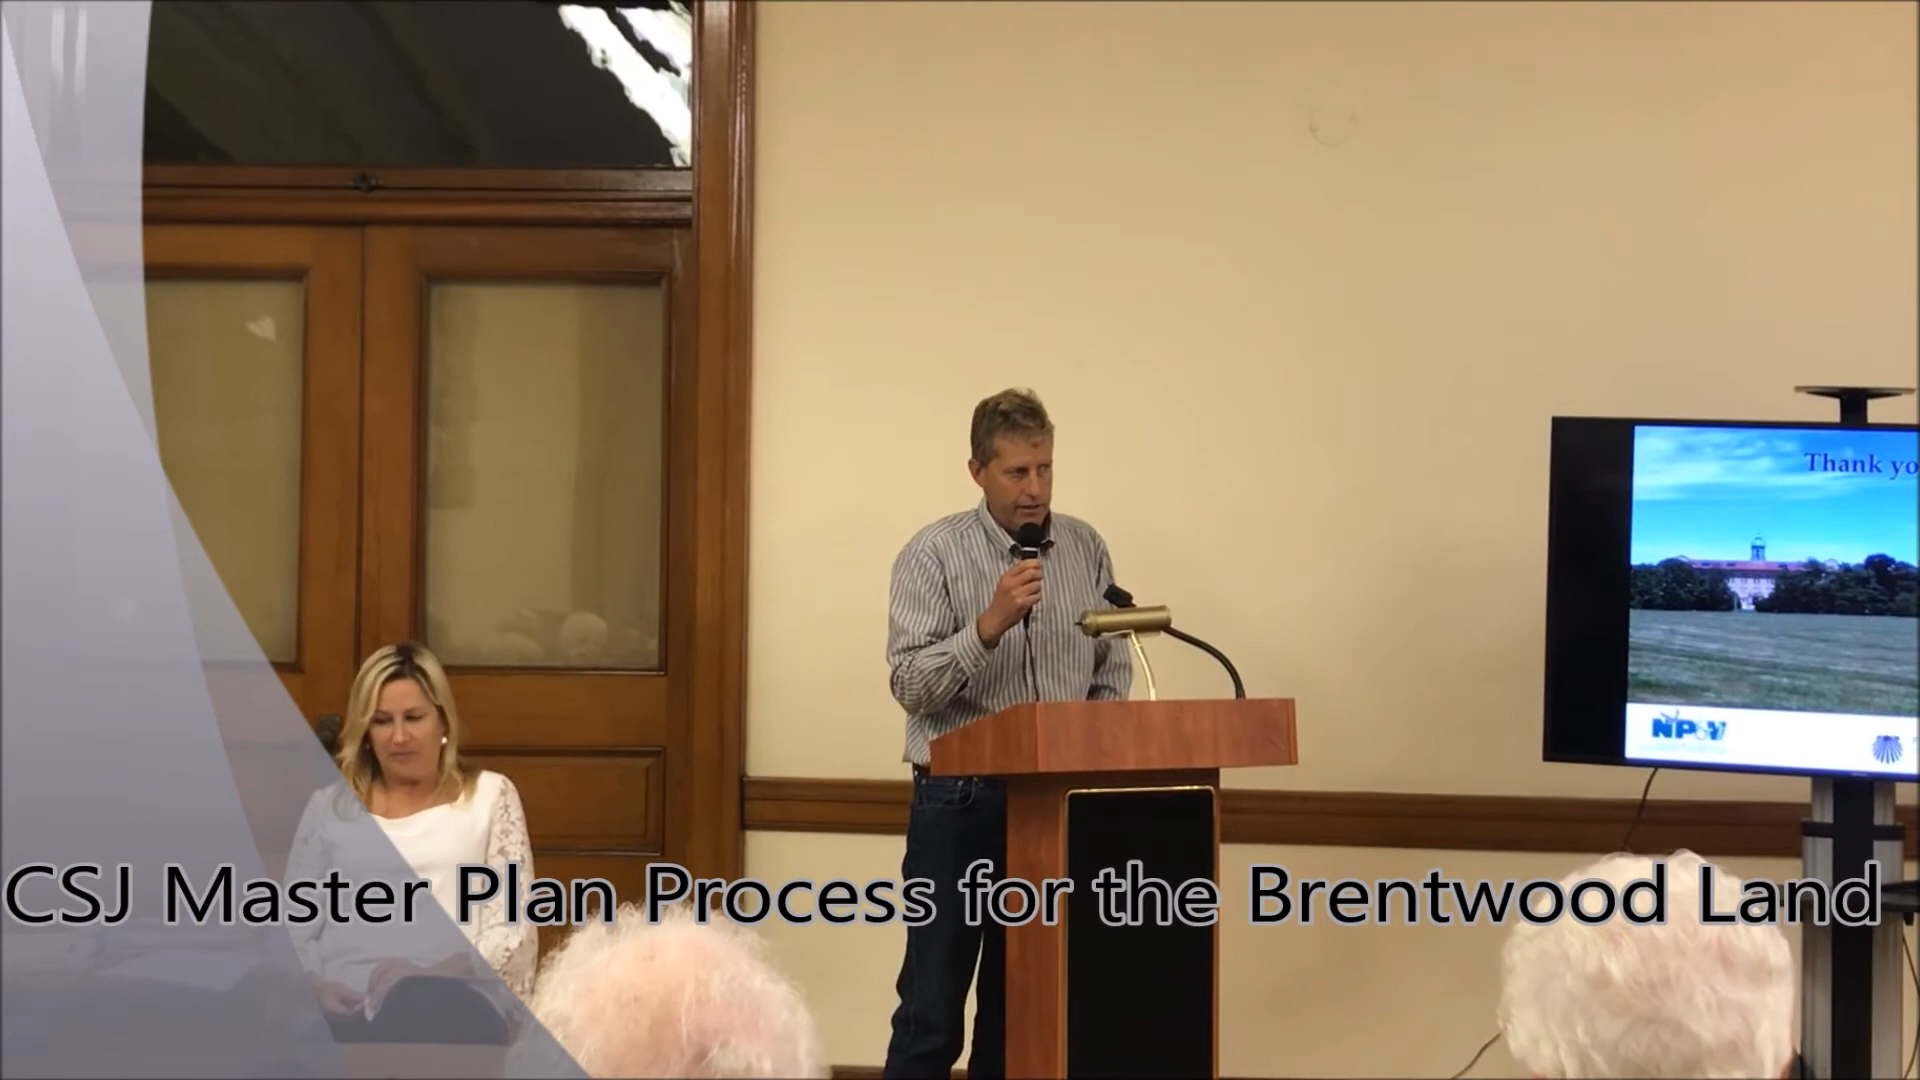 Thank yo
NP&V
CSJ Master Plan Process for the Brentwood Land